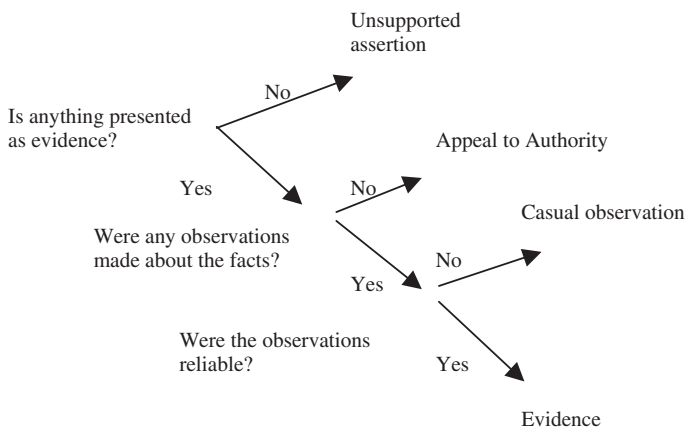 Unsupported
assertion
No
Is anything presented
as evidence?
Appeal to Authority
Yes
No
Casual observation
Were any observations
made about the facts?
No
Yes
Were the observations
reliable?
Yes
Evidence